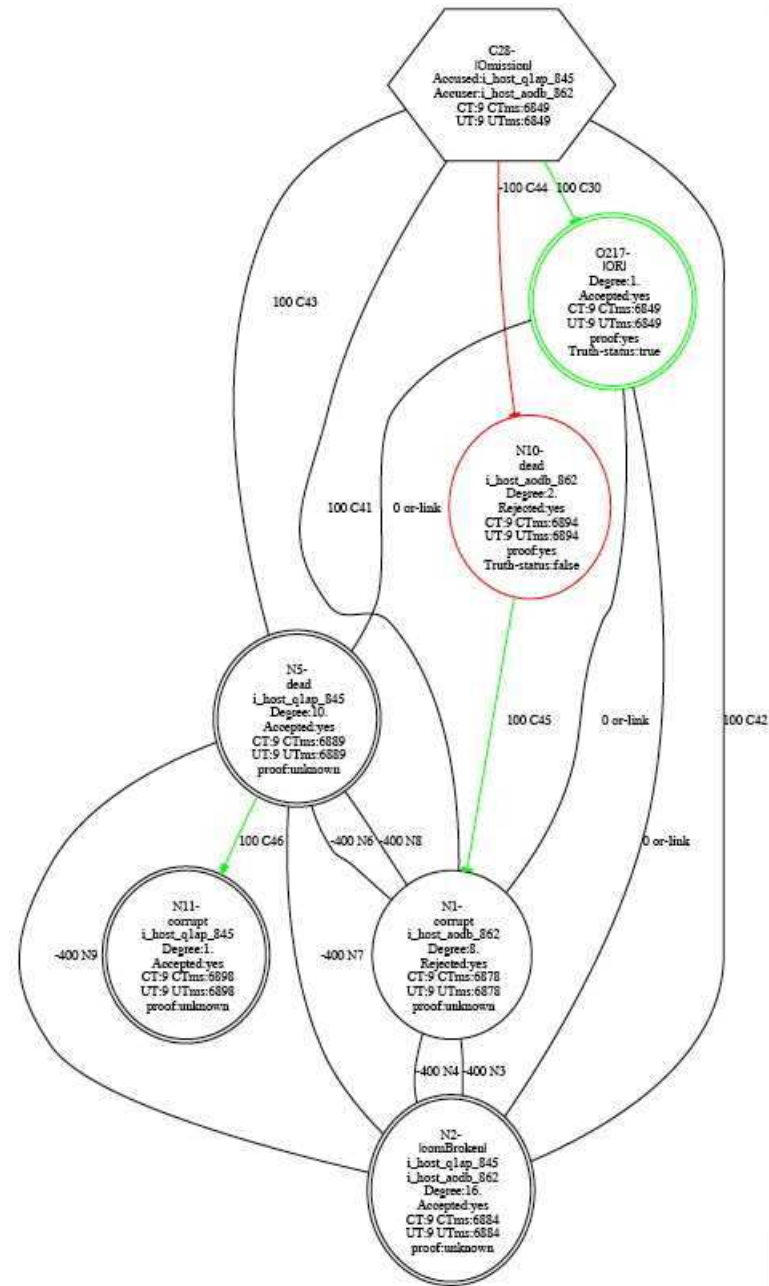 C28-
|Omission|
Accused:i_host_q1ap_845
Accuser:i_host_aodb_862
CT:9 CTms:6849
UT:9 UTms:6849
-100 C44
100 C30
O217-
|OR|
Degree:1.
Accepted:yes
CT:9 CTms:6849
UT:9 UTms:6849
proof:yes
Truth-status:true
100 C43
N10-
dead
i_host_aodb_862
Degree:2.
Rejected:yes
CT:9 CTms:6894
UT:9 UTms:6894
proof:yes
Truth-status:false
100 C41
0 or-link
N5-
dead
i_host_q1ap_845
Degree:10.
Accepted:yes
CT:9 CTms:6889
UT:9 UTms:6889
proof:unknown
100 C45
0 or-link
100 C42
100 C46
-400 N6
-400 N8
0 or-link
N11-
corrupt
i_host_q1ap_845
Degree:1.
Accepted:yes
CT:9 CTms:6898
UT:9 UTms:6898
proof:unknown
N1-
corrupt
i_host_aodb_862
Degree:8.
Rejected:yes
CT:9 CTms:6878
UT:9 UTms:6878
proof:unknown
-400 N9
-400 N7
-400 N4
-400 N3
N2-
|comBroken|
i_host_q1ap_845
i_host_aodb_862
Degree:16.
Accepted:yes
CT:9 CTms:6884
UT:9 UTms:6884
proof:unknown